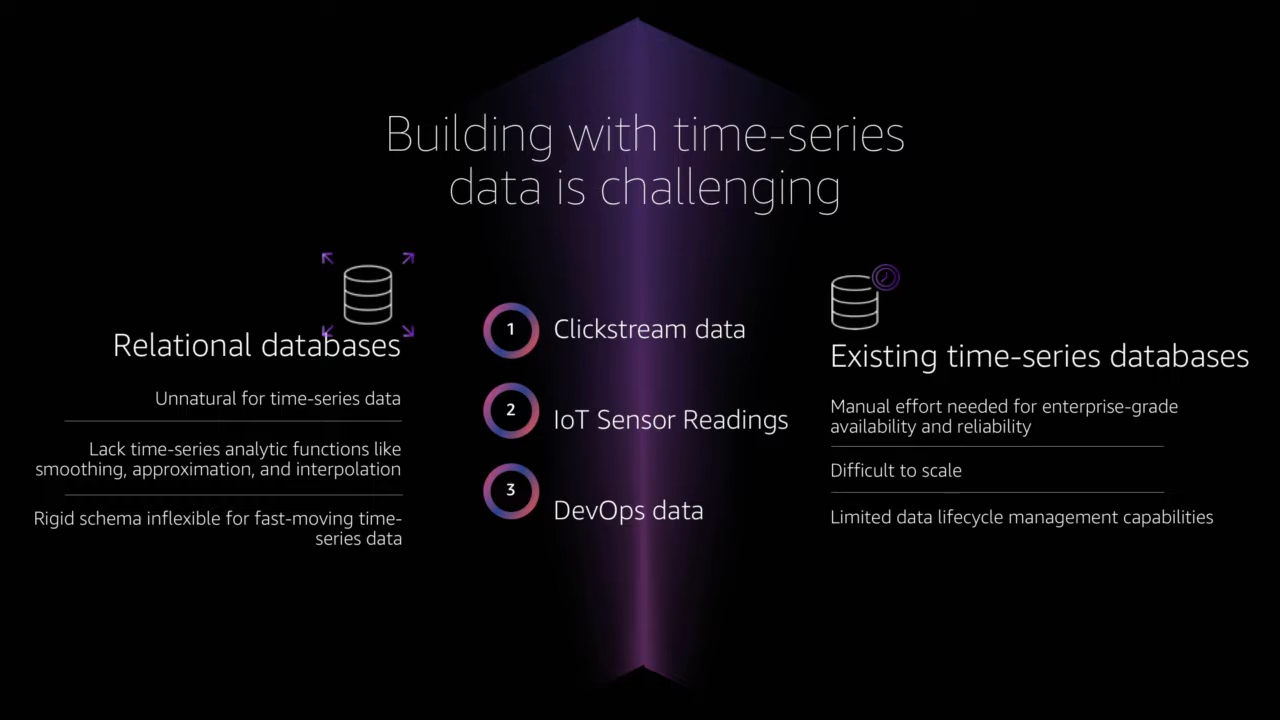 Building with time-series
data is challenging
Relational databases
Unnatural for time-series data
Lack time-series analytic functions like
smoothing, approximation, and interpolation
Rigid schema inflexible for fast-moving time-
series data
1 Clickstream data
2 IoT Sensor Readings
3 DevOps data
Existing time-series databases
Manual effort needed for enterprise-grade
availability and reliability
Difficult to scale
Limited data lifecycle management capabilities